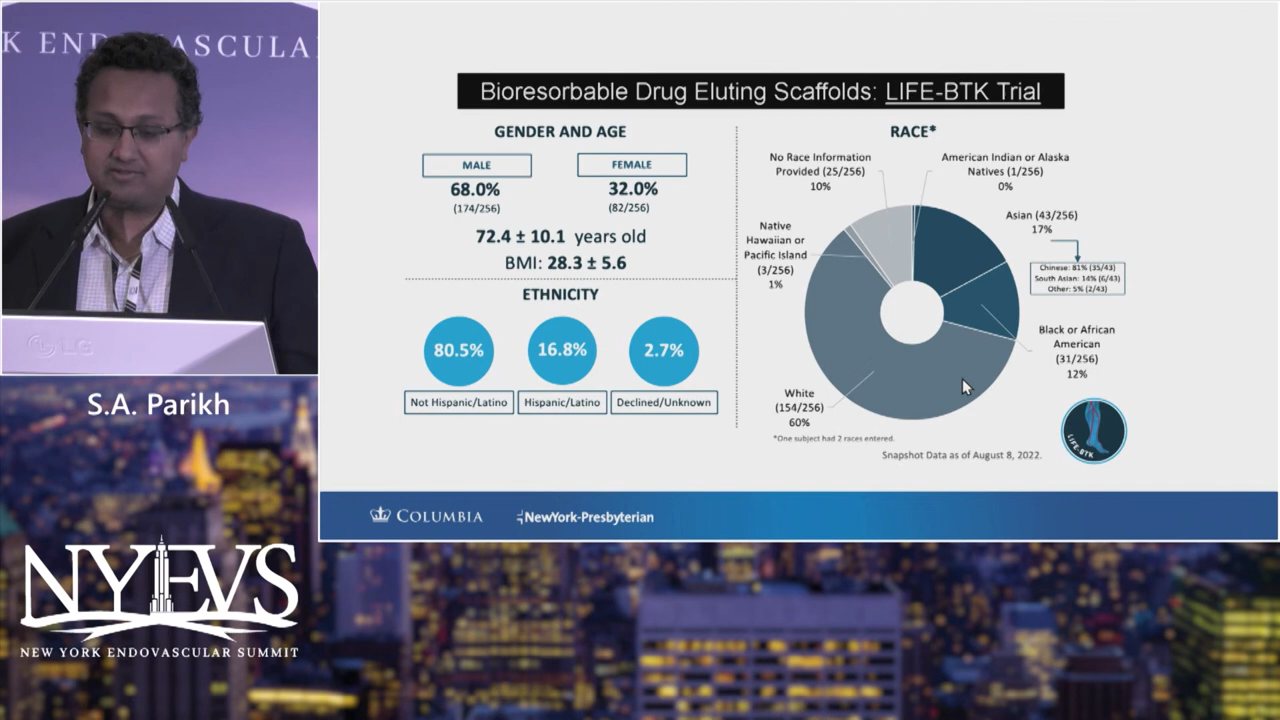 K ENDOVASCULA
LG
S.A. Parikh
NYEVS
NEW YORK ENDOVASCULAR SUMMIT
Bioresorbable Drug Eluting Scaffolds: LIFE-BTK Trial
GENDER AND AGE
MALE
FEMALE
68.0%
32.0%
(174/256)
(82/256)
72.4 ± 10.1 years old
BMI: 28.3 ± 5.6
ETHNICITY
80.5%
16.8%
2.7%
Not Hispanic/Latino
Hispanic/Latino
Declined/Unknown
RACE*
No Race Information
Provided (25/256)
10%
American Indian or Alaska
Natives (1/256)
0%
Asian (43/256)
17%
Chinese: 81% (35/43)
South Asian: 14% (6/43)
Other: 5% (2/43)
Native
Hawaiian or
Pacific Island
(3/256)
1%
Black or African
American
(31/256)
12%
White
(154/256)
60%
*One subject had 2 races entered.
Snapshot Data as of August 8, 2022.
LIFE-BTK
COLUMBIA
NewYork-Presbyterian